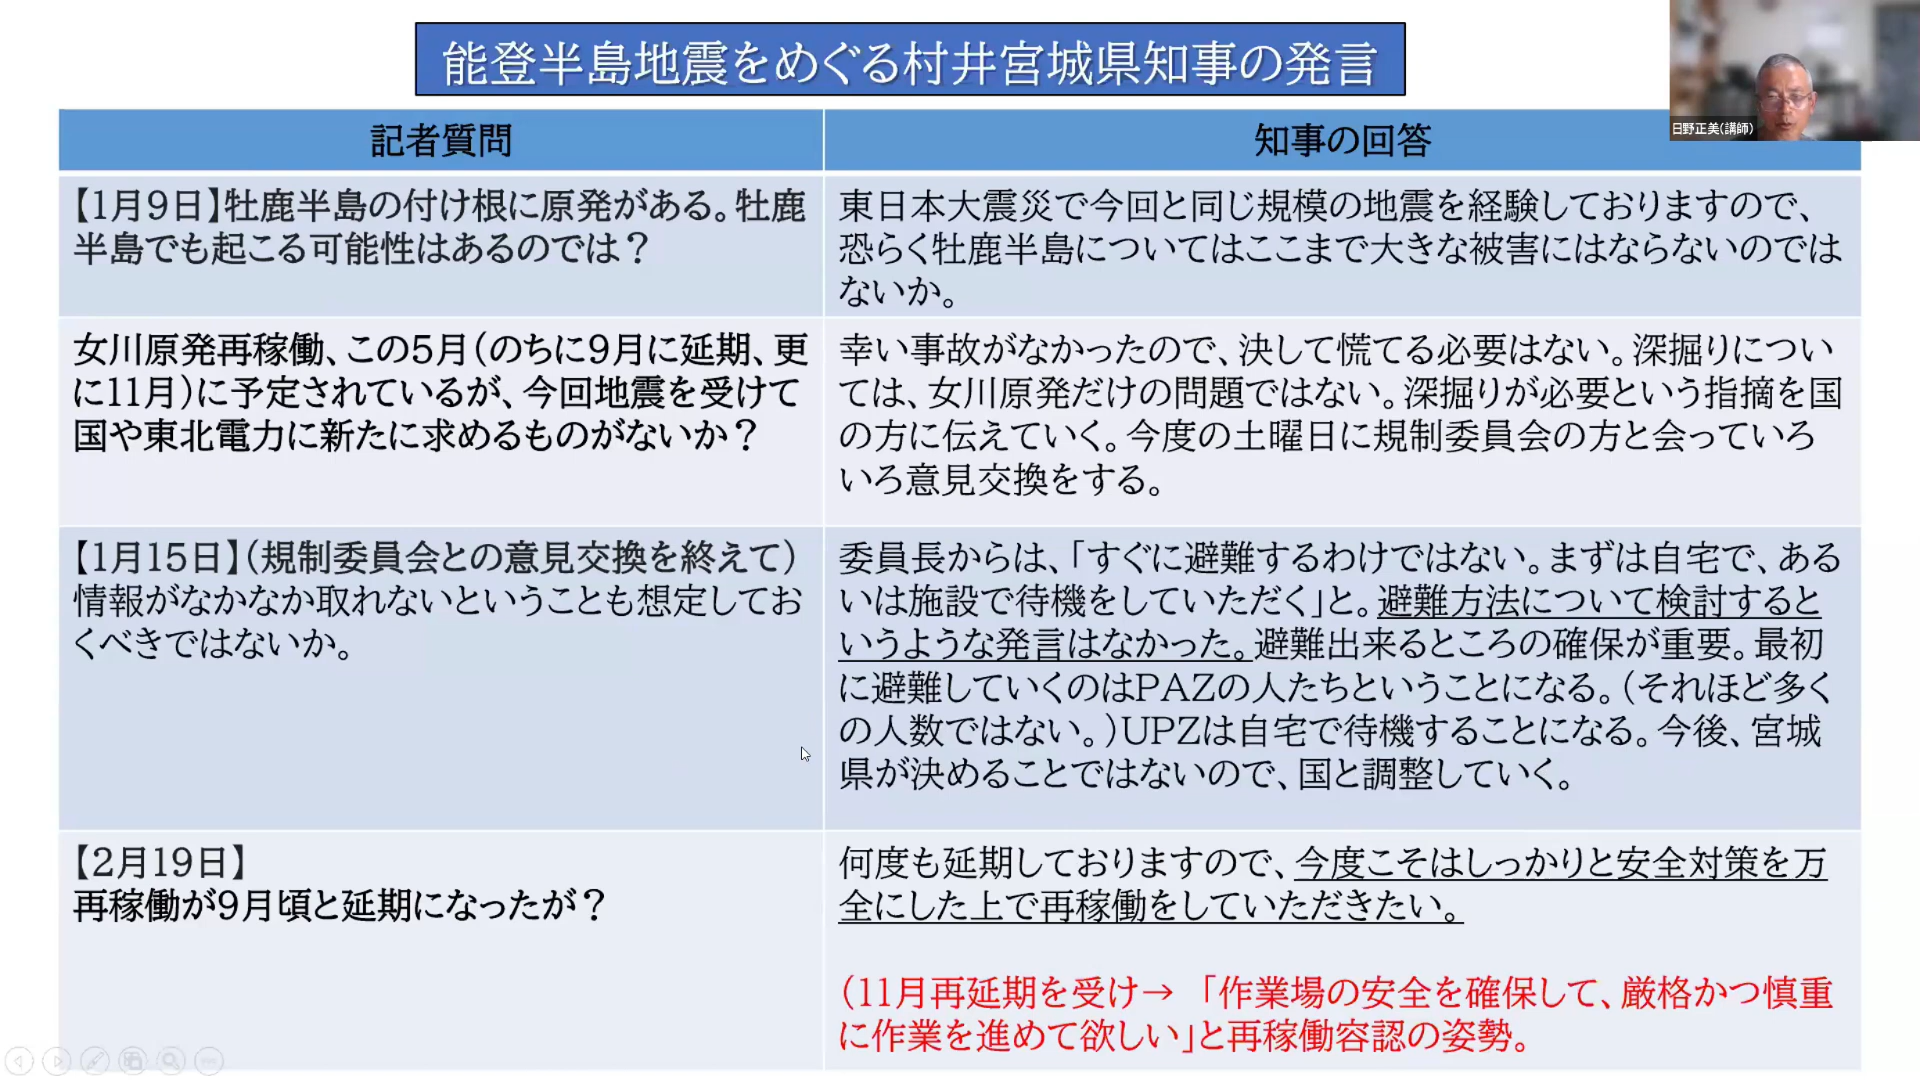 能登半島地震をめぐる村井宮城県知事の発言
日野正美(講師)
記者質問
知事の回答
【1月9日】牡鹿半島の付け根に原発がある。牡鹿
半島でも起こる可能性はあるのでは？
東日本大震災で今回と同じ規模の地震を経験しておりますので、
恐らく牡鹿半島についてはここまで大きな被害にはならないのでは
ないか。
女川原発再稼働、この5月（のちに9月に延期、更
に11月）に予定されているが、今回地震を受けて
国や東北電力に新たに求めるものがないか？
幸い事故がなかったので、決して慌てる必要はない。深掘りについ
ては、女川原発だけの問題ではない。深掘りが必要という指摘を国
の方に伝えていく。今度の土曜日に規制委員会の方と会っていろ
いろ意見交換をする。
【1月15日】（規制委員会との意見交換を終えて）
情報がなかなか取れないということも想定してお
くべきではないか。
委員長からは、「すぐに避難するわけではない。まずは自宅で、ある
いは施設で待機をしていただく」と。避難方法について検討すると
いうような発言はなかった。避難出来るところの確保が重要。最初
に避難していくのはPAZの人たちということになる。（それほど多く
の人数ではない。）UPZは自宅で待機することになる。今後、宮城
県が決めることではないので、国と調整していく。
【2月19日】
再稼働が9月頃と延期になったが？
何度も延期しておりますので、今度こそはしっかりと安全対策を万
全にした上で再稼働をしていただきたい。
（11月再延期を受け→ 「作業場の安全を確保して、厳格かつ慎重
に作業を進めて欲しい」と再稼働容認の姿勢。